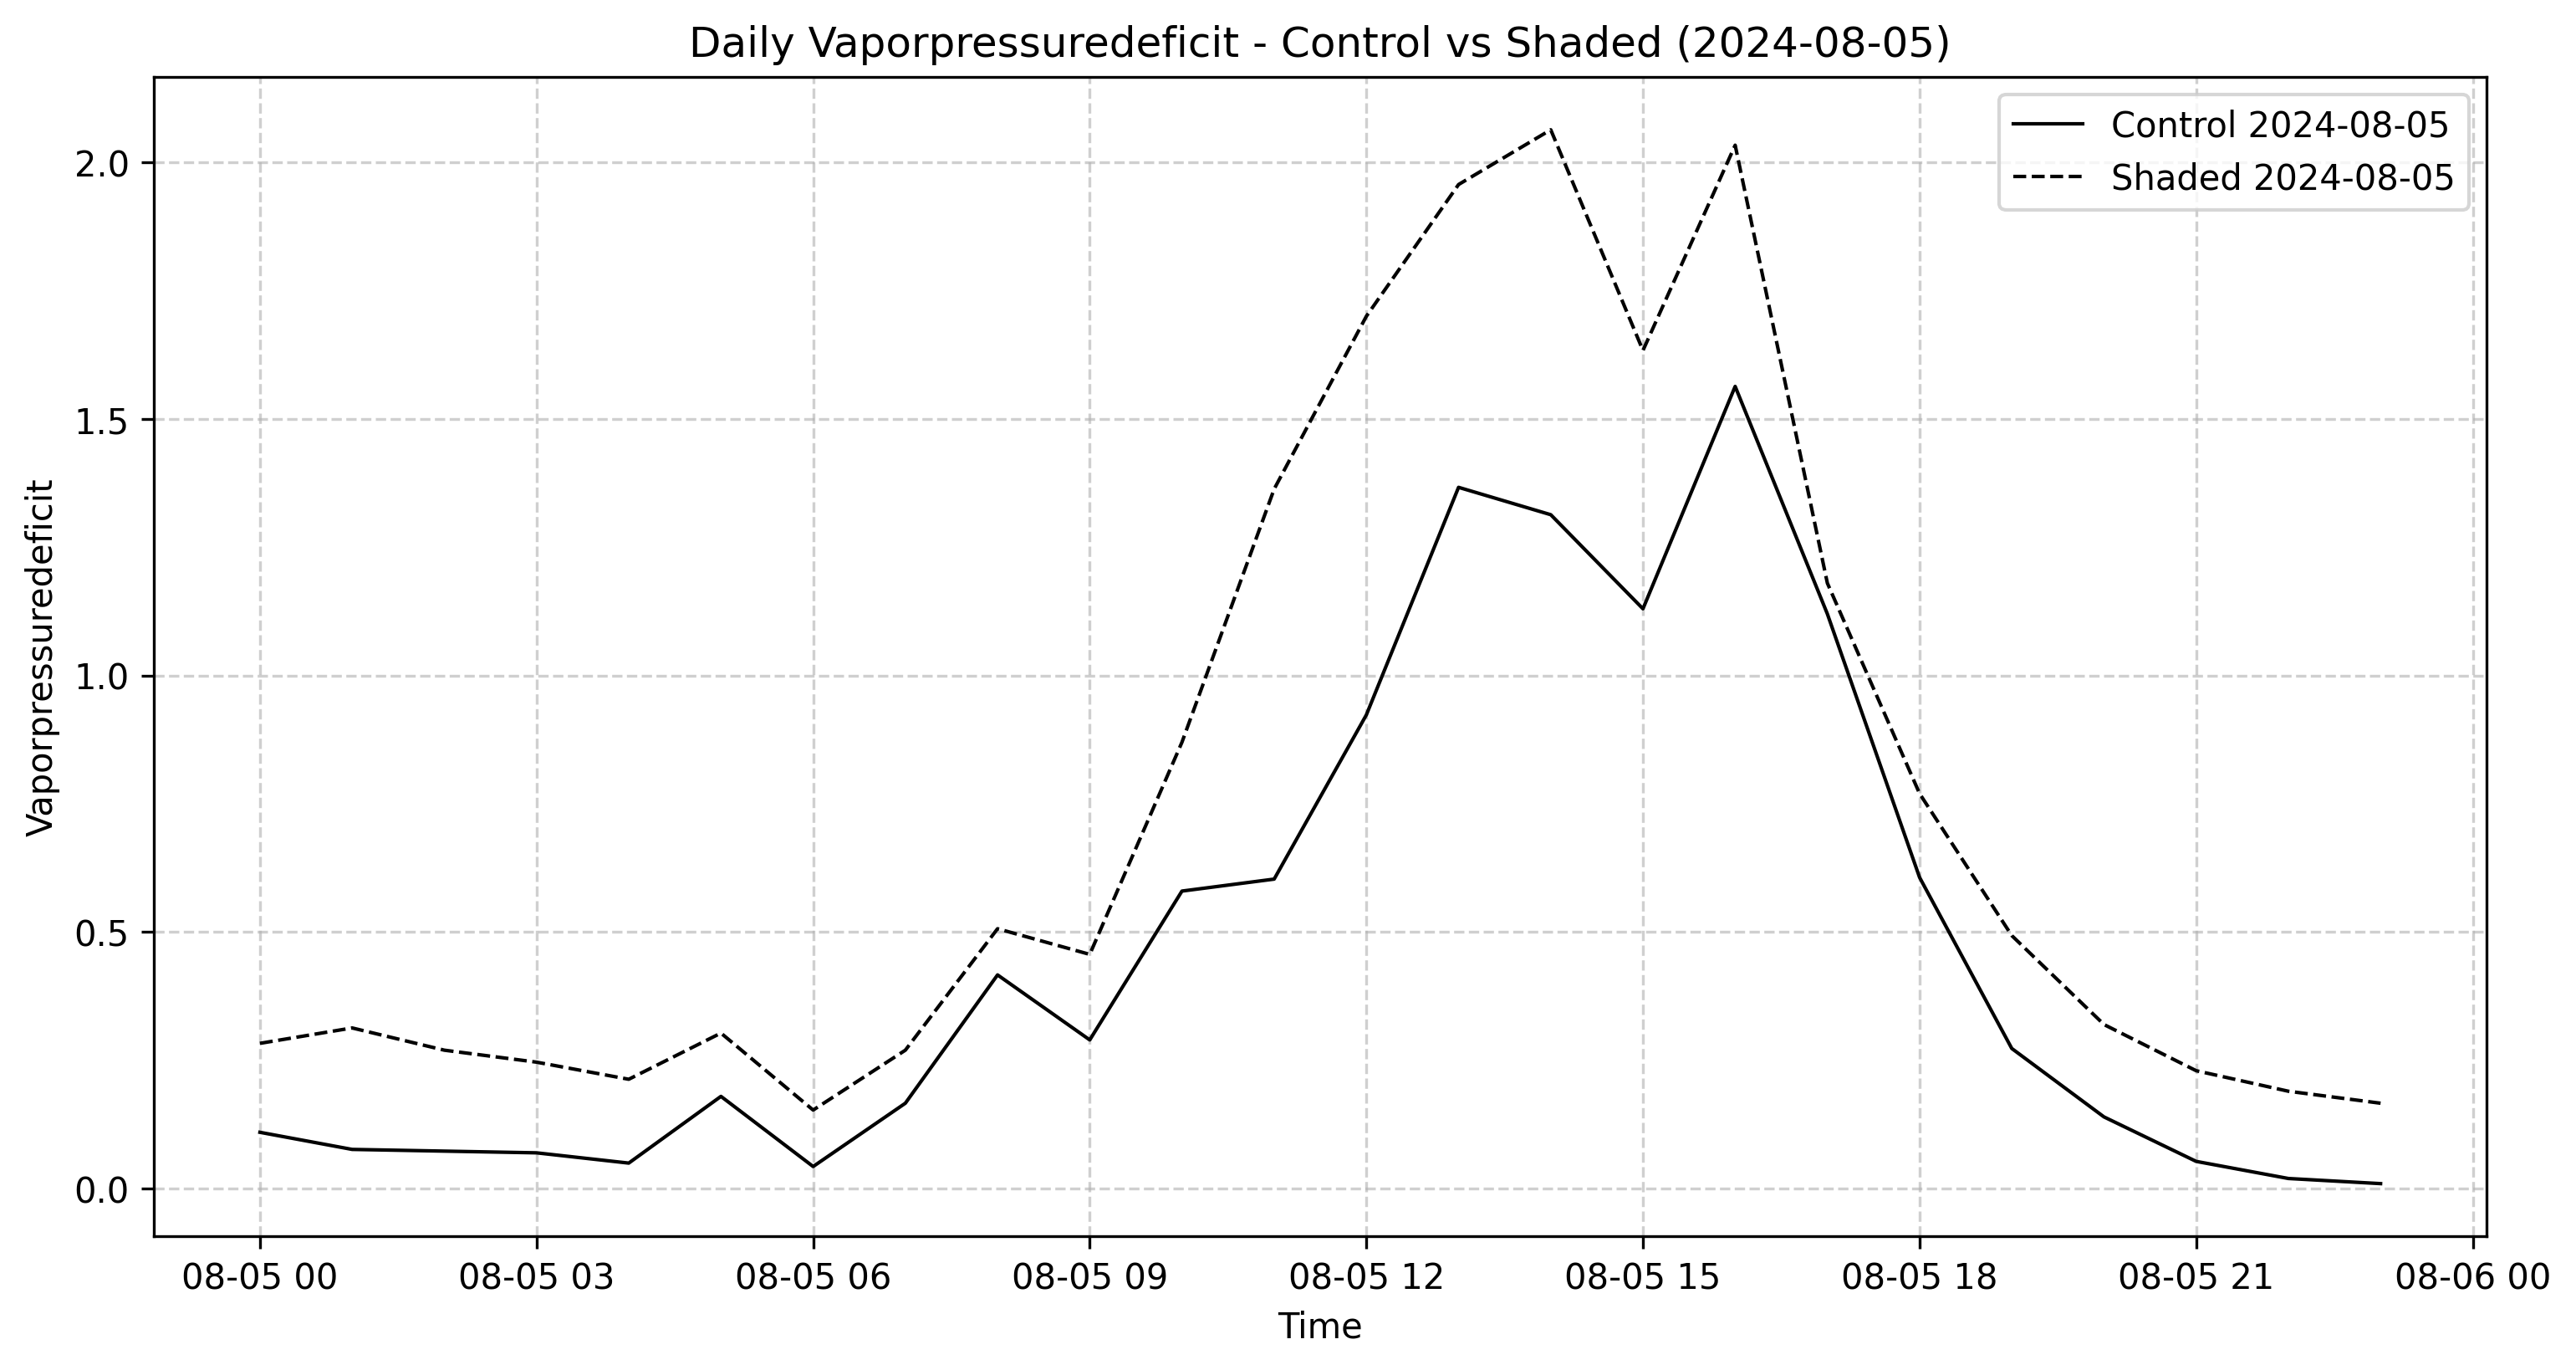 Daily Vaporpressuredeficit - Control vs Shaded (2024-08-05)
Control 2024-08-05
Shaded 2024-08-05
Vaporpressuredeficit
2.0
1.5
1.0
0.5
0.0
08-05 00 08-05 03 08-05 06 08-05 09 08-05 12 08-05 15 08-05 18 08-05 21 08-06 00
Time